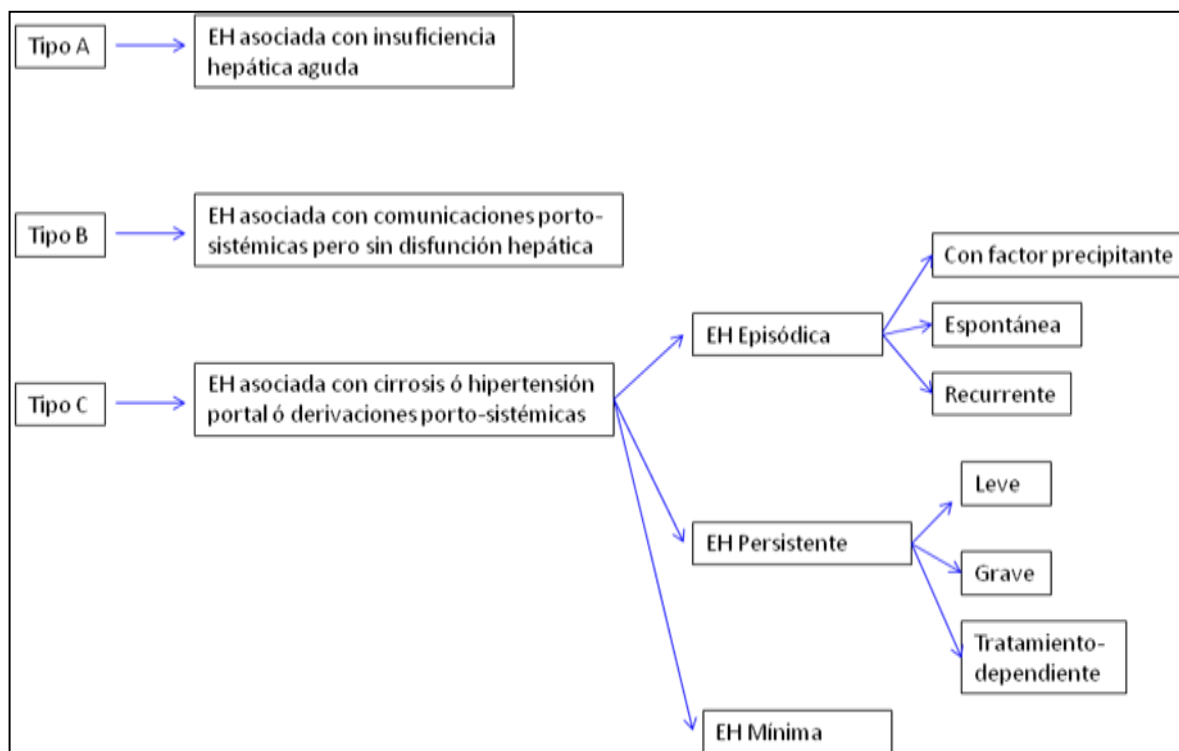 Tipo A
EH asociada con insuficiencia
hepática aguda
Tipo B
EH asociada con comunicaciones porto-
sistémicas pero sin disfunción hepática
Tipo C
EH asociada con cirrosis ó hipertensión
portal ó derivaciones porto-sistémicas
EH Episódica
Con factor precipitante
Espontánea
Recurrente
EH Persistente
Leve
Grave
Tratamiento-
dependiente
EH Mínima